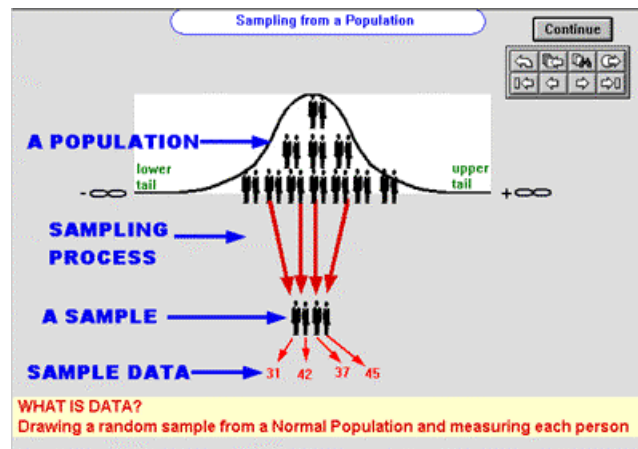 Sampling from a Population
Continue
A POPULATION
lower
tail
upper
tail
- ∞
+ ∞
SAMPLING
PROCESS
A SAMPLE
SAMPLE DATA
31 42 37 45
WHAT IS DATA?
Drawing a random sample from a Normal Population and measuring each person